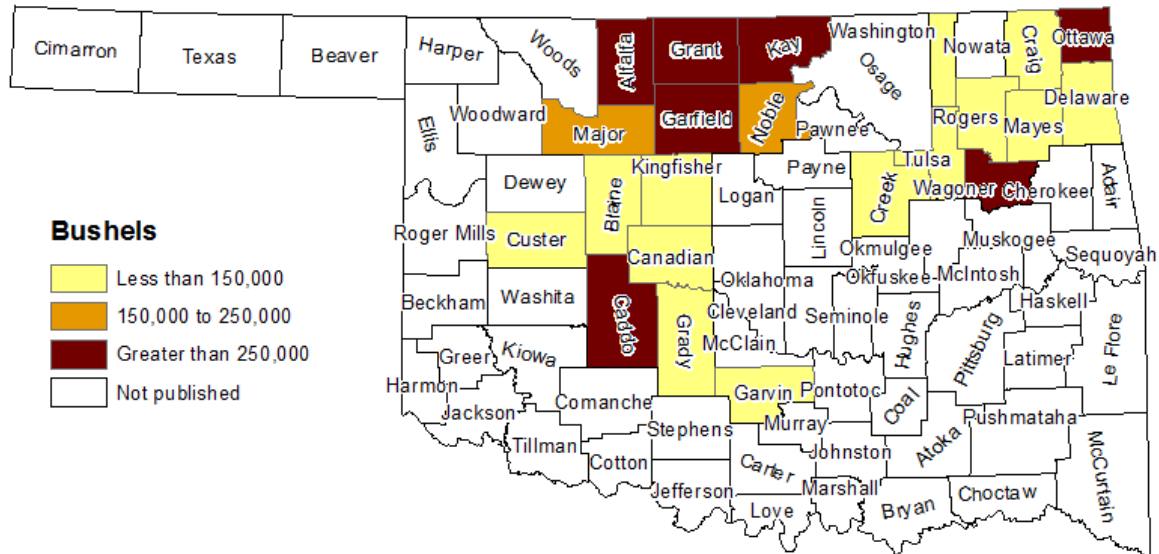 Cimarron
Texas
Beaver
Harper
Woods
Alfalfa
Grant
Kay
Washington
Osage
Nowata
Craig
Ottawa
Ellis
Woodward
Major
Garfield
Noble
Pawnee
Rogers
Mayes
Delaware
Dewey
Blaine
Kingfisher
Logan
Payne
Creek
Tulsa
Wagoner
Cherokee
Adair
Bushels
Roger Mills
Custer
Canadian
Lincoln
Okmulgee
Muskogee
Sequoyah
Less than 150,000
Beckham
Washita
Caddo
Oklahoma
Okfuskee
McIntosh
150,000 to 250,000
Grady
Cleveland
Seminole
Hughes
Pittsburg
Haskell
Le Flore
Greater than 250,000
Greer
Kiowa
McClain
Latimer
Not published
Harmon
Jackson
Comanche
Garvin
Pontotoc
Coal
Pushmataha
Tillman
Stephens
Murray
Atoka
McCurtain
Cotton
Carter
Johnston
Jefferson
Love
Marshall
Bryan
Choctaw